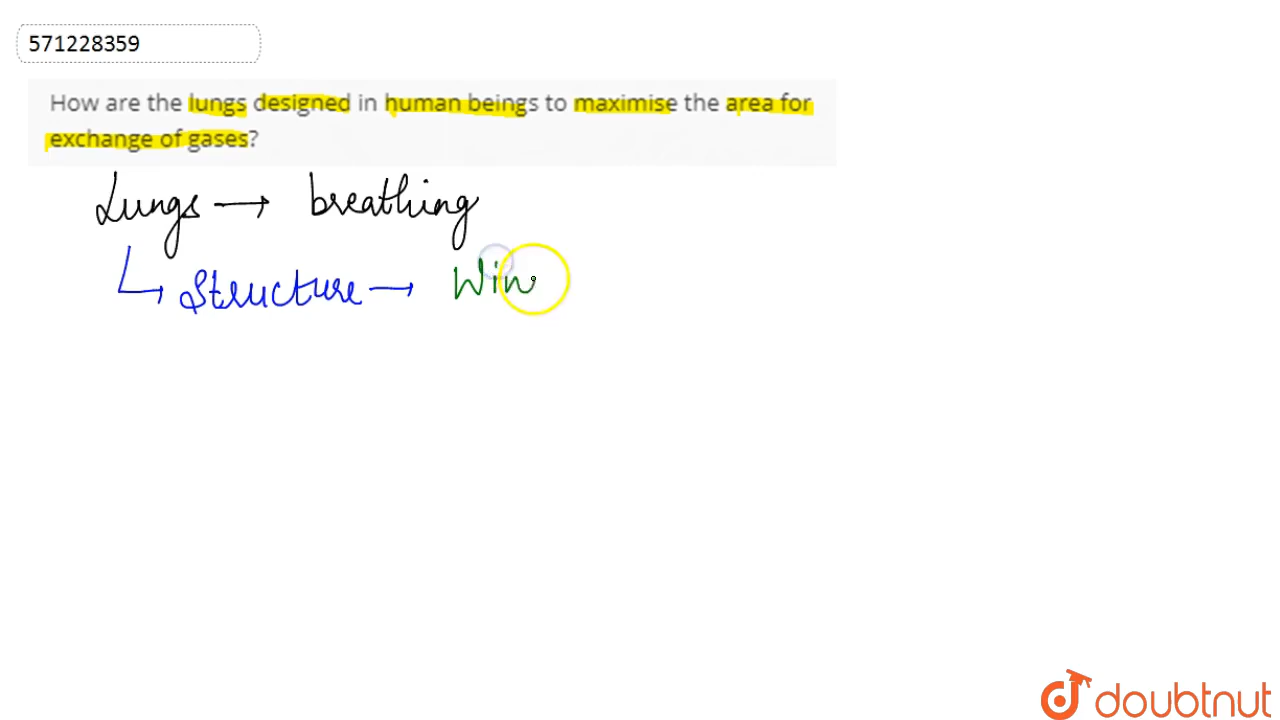 571228359
How are the lungs designed in human beings to maximise the area for
exchange of gases?
Lungs → breathing
↳ Structure → Win
doubtnut